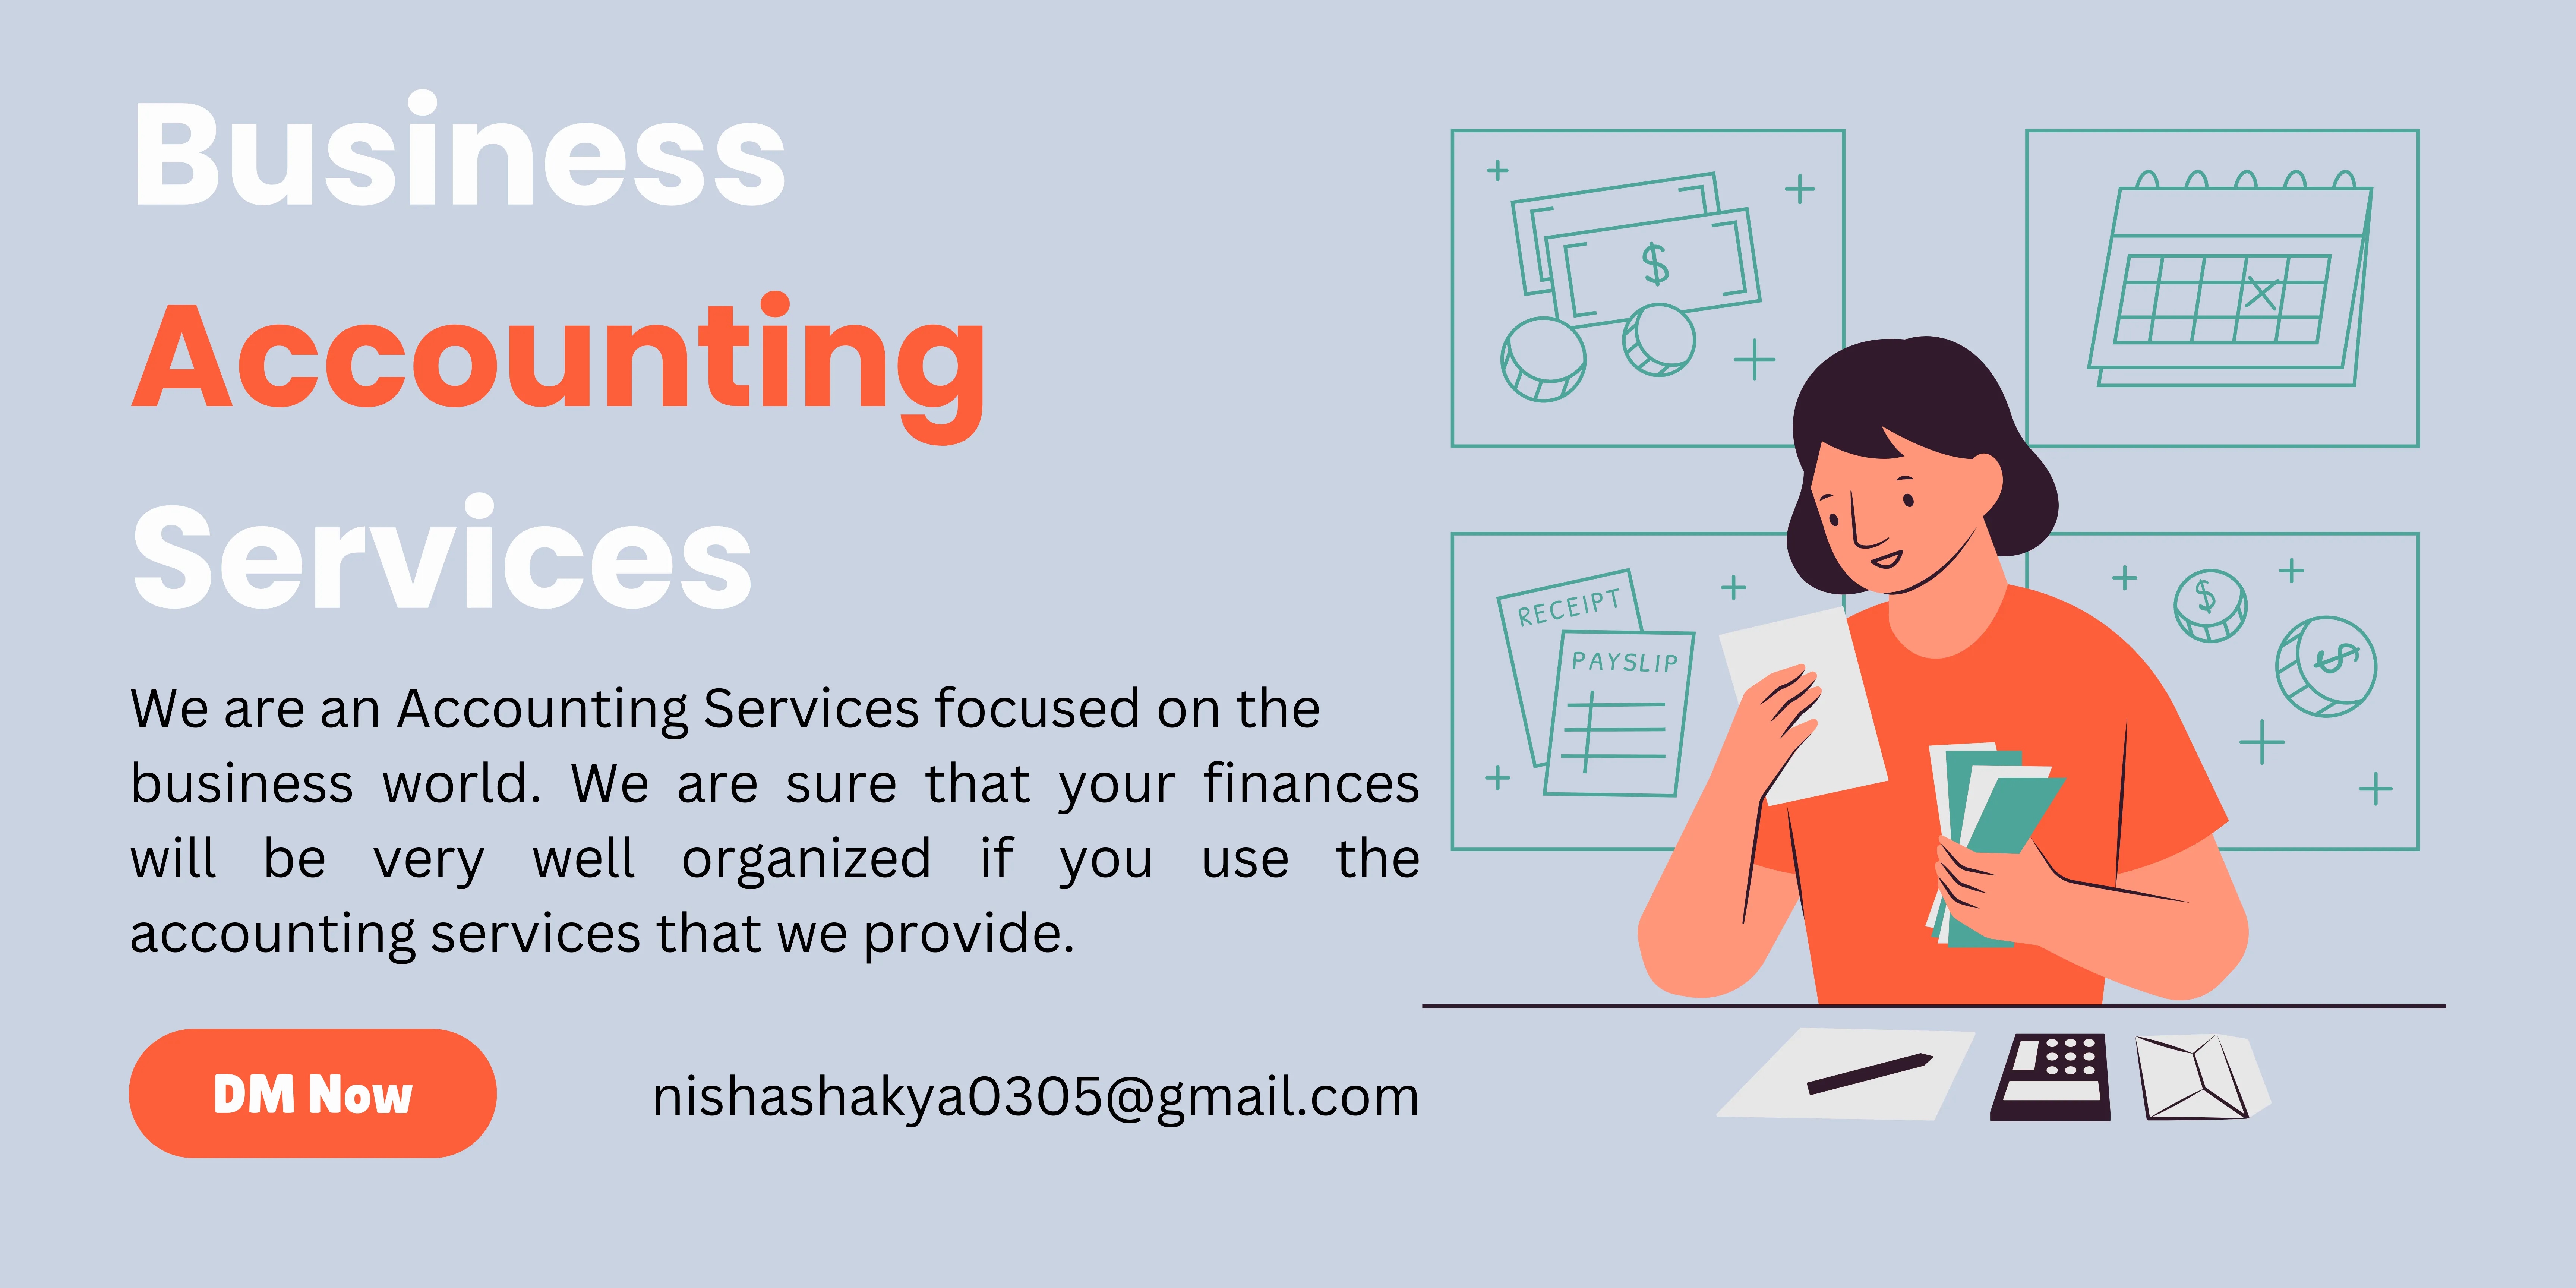 Business
Accounting
Services
We are an Accounting Services focused on the
business world. We are sure that your finances
will be very well organized if you use the
accounting services that we provide.
DM Now
nishashakya0305@gmail.com
$
RECEIPT
PAYSLIP
$
$